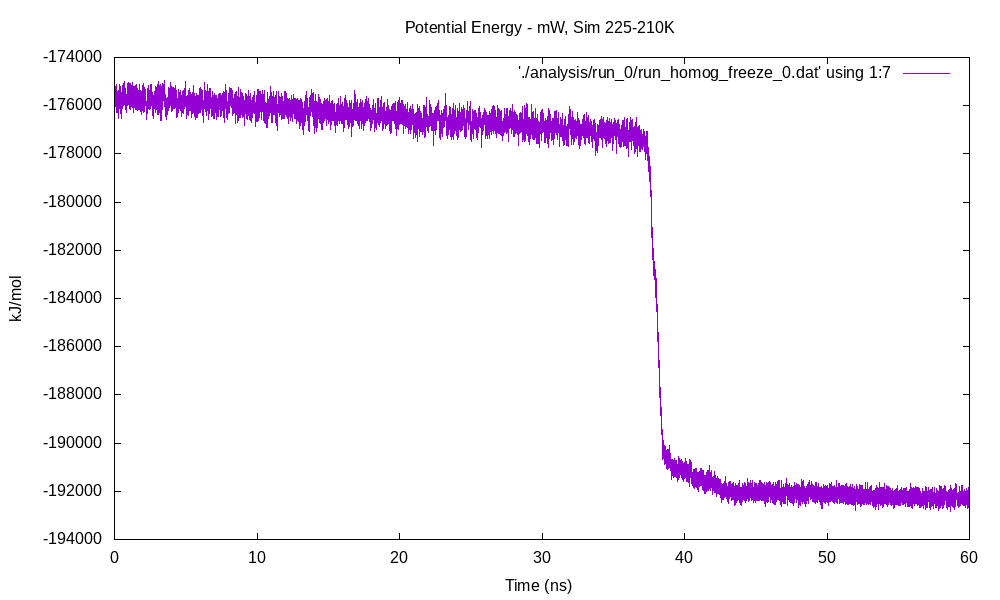 Potential Energy - mW, Sim 225-210K
'./analysis/run_0/run_homog_freeze_0.dat' using 1:7
-174000
-176000
-178000
-180000
-182000
-184000
-186000
-188000
-190000
-192000
-194000
kJ/mol
0 10 20 30 40 50 60
Time (ns)